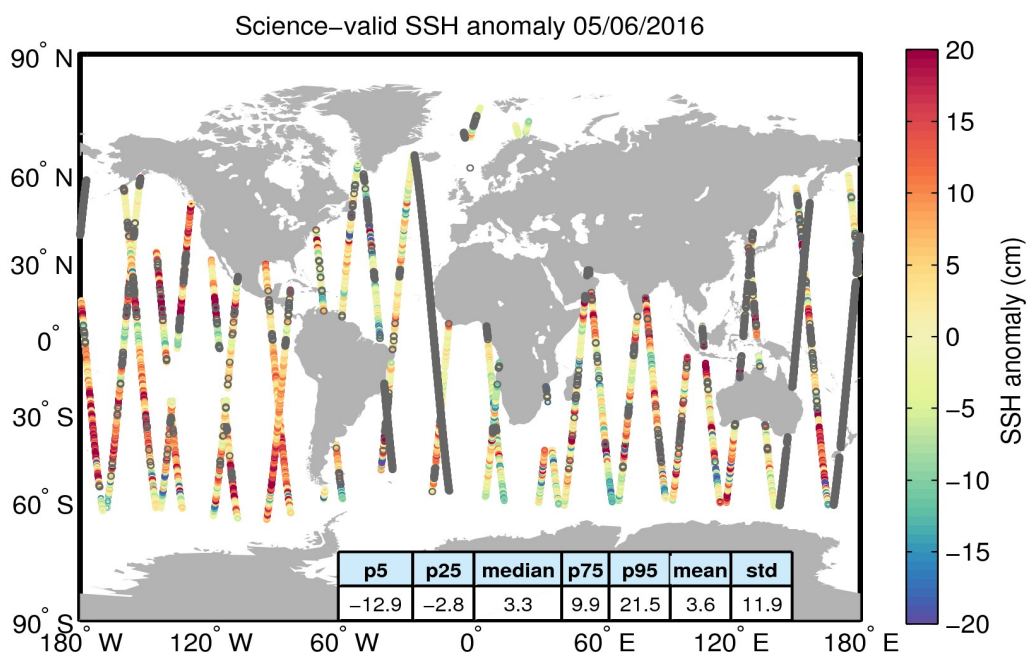 Science−valid SSH anomaly 05/06/2016
90° N
60° N
30° N
0°
30° S
60° S
90° S
180° W
120° W
60° W
0°
60° E
120° E
180° E
p5 p25 median p75 p95 mean std
−12.9 −2.8 3.3 9.9 21.5 3.6 11.9
20
15
10
5
0
−5
−10
−15
−20
SSH anomaly (cm)